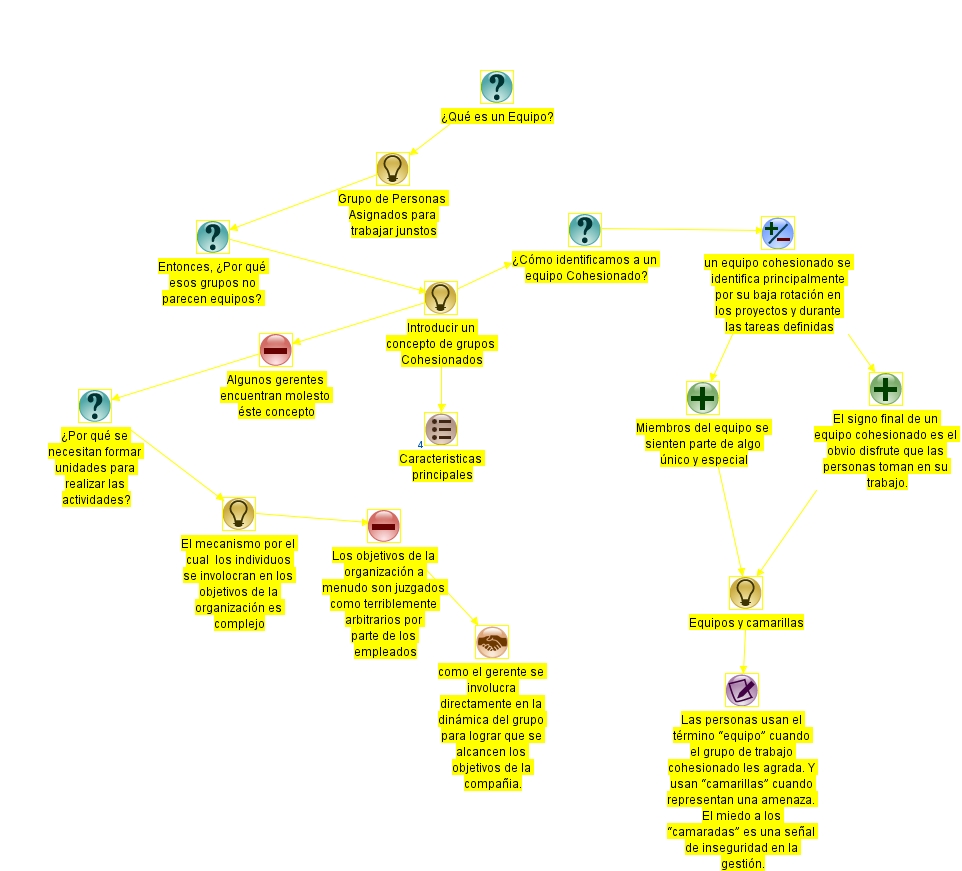 ¿Qué es un Equipo?
Grupo de Personas
Asignados para
trabajar junstos
Entonces, ¿Por qué
esos grupos no
parecen equipos?
¿Cómo identificamos a un
equipo Cohesionado?
un equipo cohesionado se
identifica principalmente
por su baja rotación en
los proyectos y durante
las tareas definidas
Introducir un
concepto de grupos
Cohesionados
Algunos gerentes
encuentran molesto
éste concepto
¿Por qué se
necesitan formar
unidades para
realizar las
actividades?
4
Caracteristicas
principales
Miembros del equipo se
sienten parte de algo
único y especial
El signo final de un
equipo cohesionado es el
obvio disfrute que las
personas toman en su
trabajo.
El mecanismo por el
cual los individuos
se involocran en los
objetivos de la
organización es
complejo
Los objetivos de la
organización a
menudo son juzgados
como terriblemente
arbitrarios por
parte de los
empleados
como el gerente se
involucra
directamente en la
dinámica del grupo
para lograr que se
alcancen los
objetivos de la
compañia.
Equipos y camarillas
Las personas usan el
término “equipo” cuando
el grupo de trabajo
cohesionado les agrada. Y
usan “camarillas” cuando
representan una amenaza.
El miedo a los
“camaradas” es una señal
de inseguridad en la
gestión.